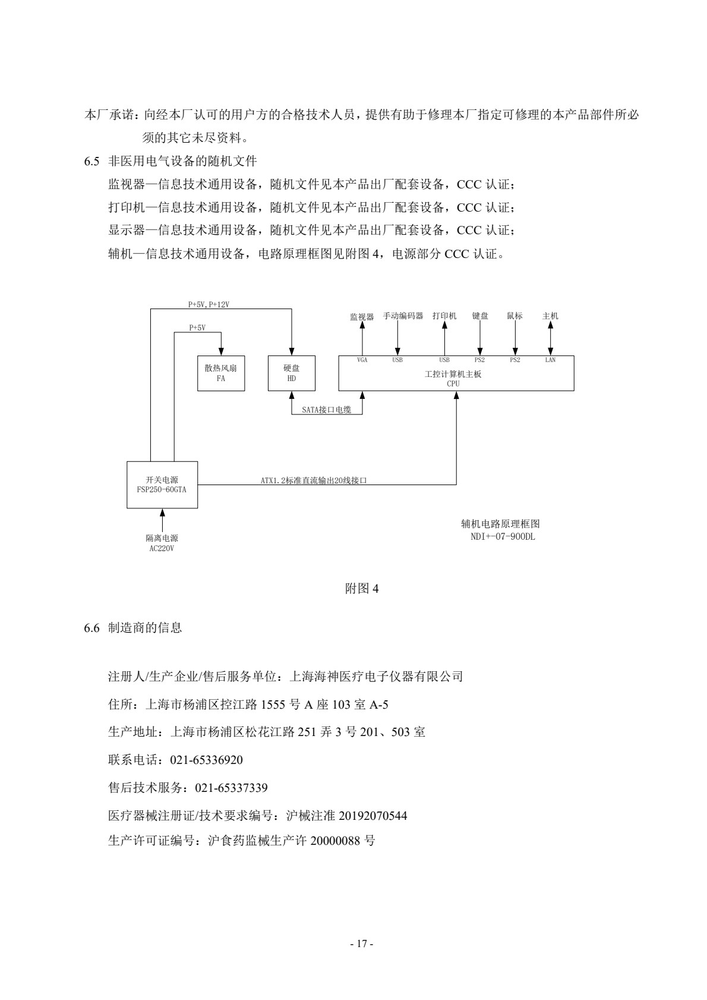 本厂承诺：向经本厂认可的用户方的合格技术人员，提供有助于修理本厂指定可修理的本产品部件所必
须的其它未尽资料。
6.5 非医用电气设备的随机文件
监视器—信息技术通用设备，随机文件见本产品出厂配套设备，CCC 认证；
打印机—信息技术通用设备，随机文件见本产品出厂配套设备，CCC 认证；
显示器—信息技术通用设备，随机文件见本产品出厂配套设备，CCC 认证；
辅机—信息技术通用设备，电路原理框图见附图 4，电源部分 CCC 认证。
P+5V,P+12V
监视器 手动编码器 打印机 键盘 鼠标 主机
P+5V
VGA USB USB PS2 PS2 LAN
散热风扇
FA
硬盘
HD
工控计算机主板
CPU
SATA接口电缆
开关电源
FSP250-60GTA
ATX1.2标准直流输出20线接口
隔离电源
AC220V
辅机电路原理框图
NDI+-07-900DL
附图 4
6.6 制造商的信息
注册人/生产企业/售后服务单位：上海海神医疗电子仪器有限公司
住所：上海市杨浦区控江路 1555 号 A 座 103 室 A-5
生产地址：上海市杨浦区松花江路 251 弄 3 号 201、503 室
联系电话：021-65336920
售后技术服务：021-65337339
医疗器械注册证/技术要求编号：沪械注准 20192070544
生产许可证编号：沪食药监械生产许 20000088 号
- 17 -